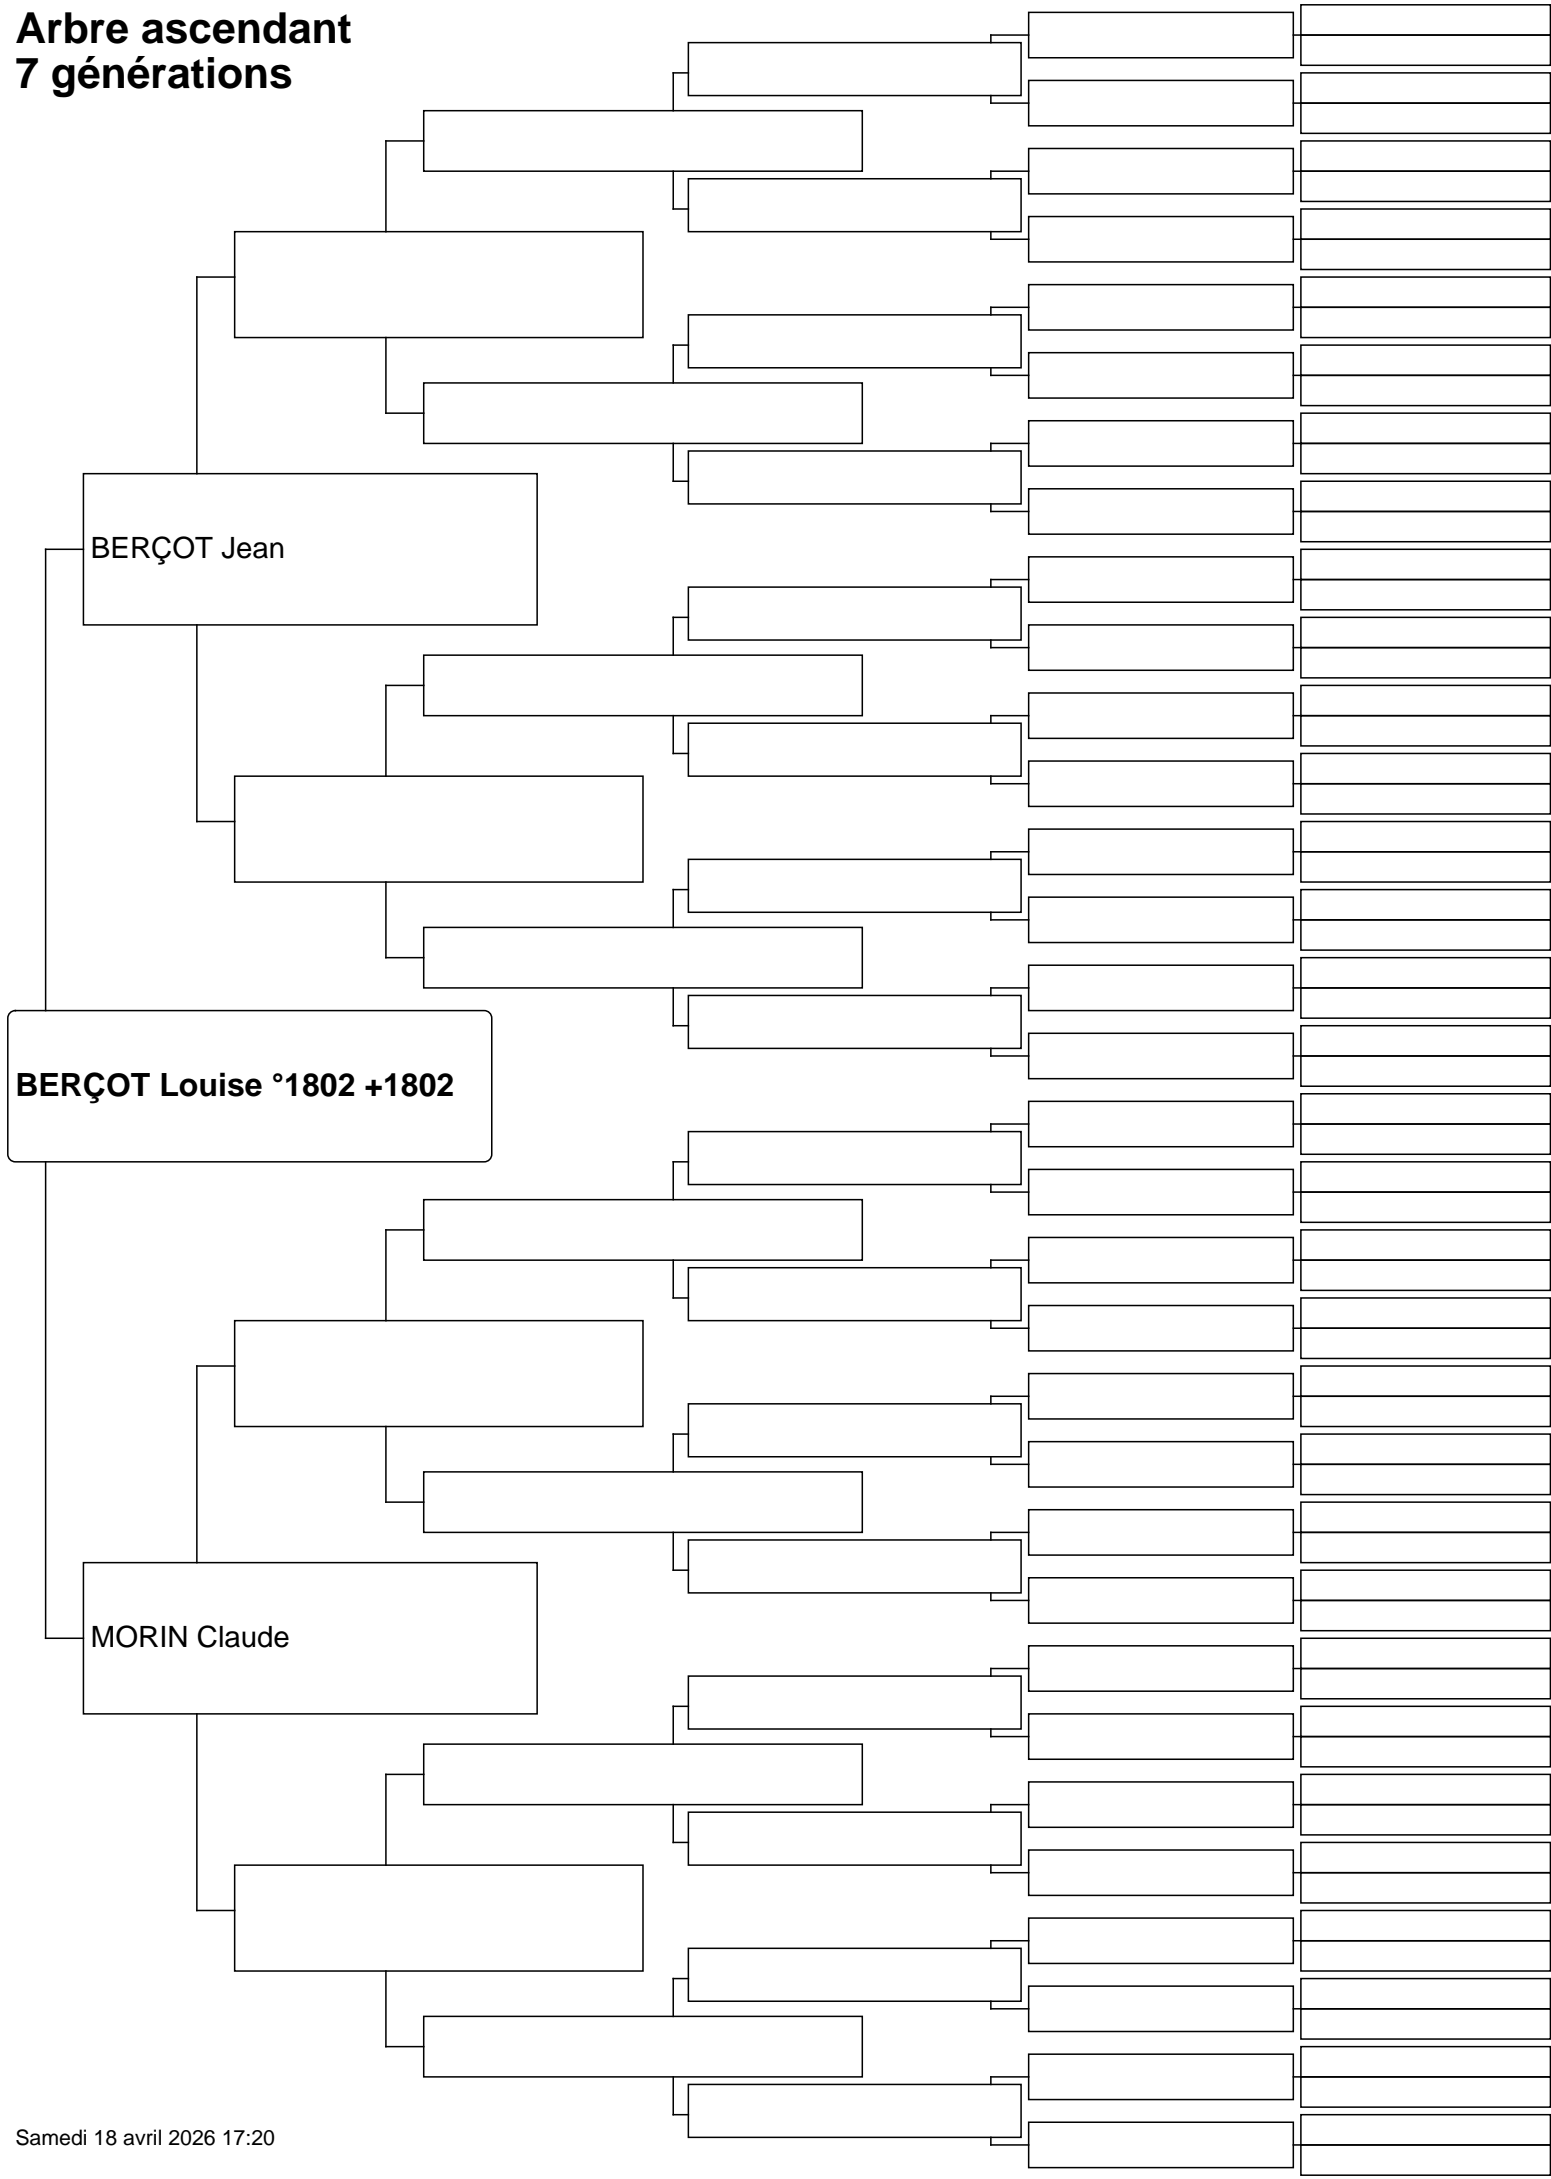 Arbre ascendant
7 générations
BERÇOT Jean
BERÇOT Louise °1802 +1802
MORIN Claude
Samedi 18 avril 2026 17:20